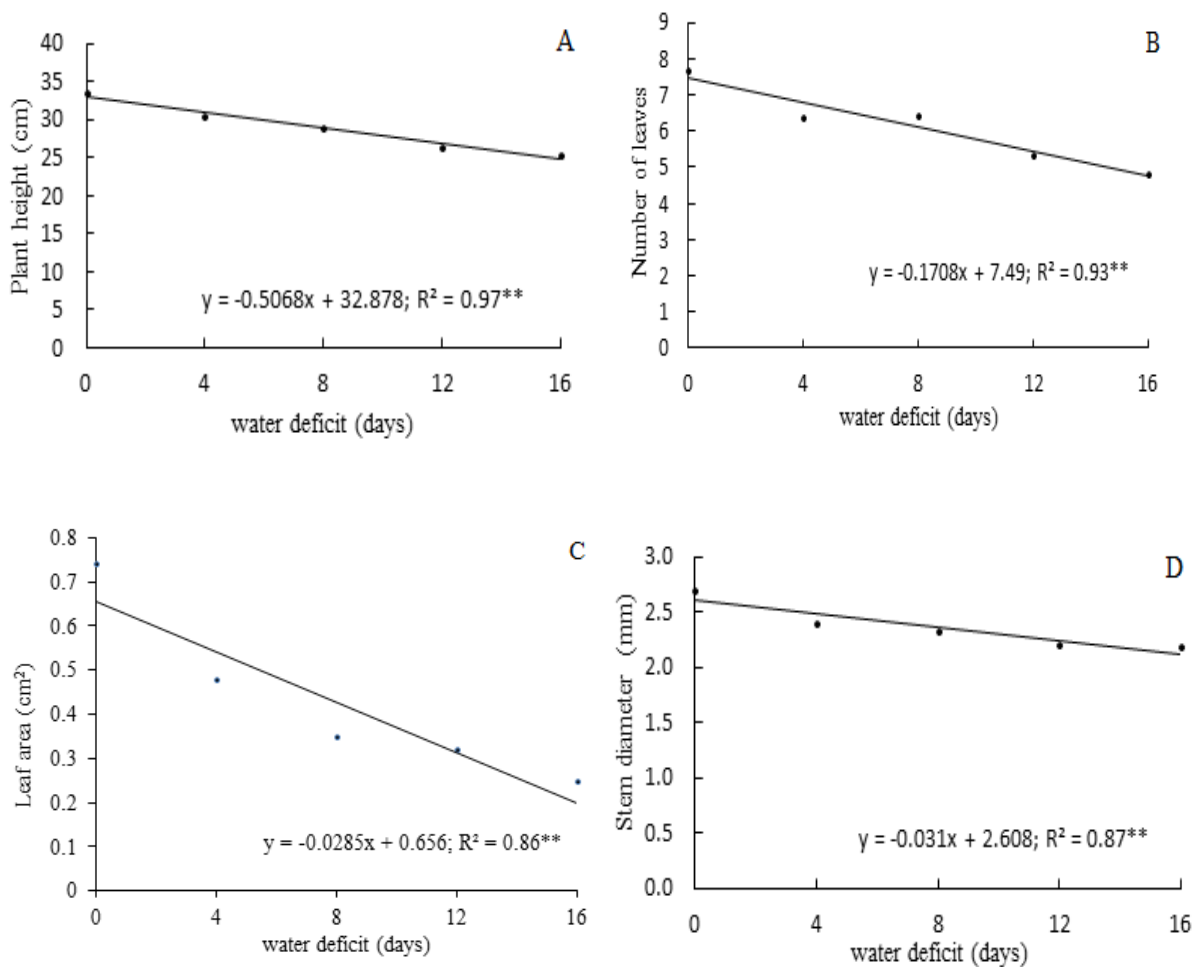 A
40
35
30
25
20
15
10
5
0
Plant height (cm)
y = -0.5068x + 32.878; R² = 0.97**
0 4 8 12 16
water deficit (days)
B
9
8
7
6
5
4
3
2
1
0
Number of leaves
y = -0.1708x + 7.49; R² = 0.93**
0 4 8 12 16
water deficit (days)
C
0.8
0.7
0.6
0.5
0.4
0.3
0.2
0.1
0
Leaf area (cm²)
y = -0.0285x + 0.656; R² = 0.86**
0 4 8 12 16
water deficit (days)
D
3.0
2.5
2.0
1.5
1.0
0.5
0.0
Stem diameter (mm)
y = -0.031x + 2.608; R² = 0.87**
0 4 8 12 16
water deficit (days)